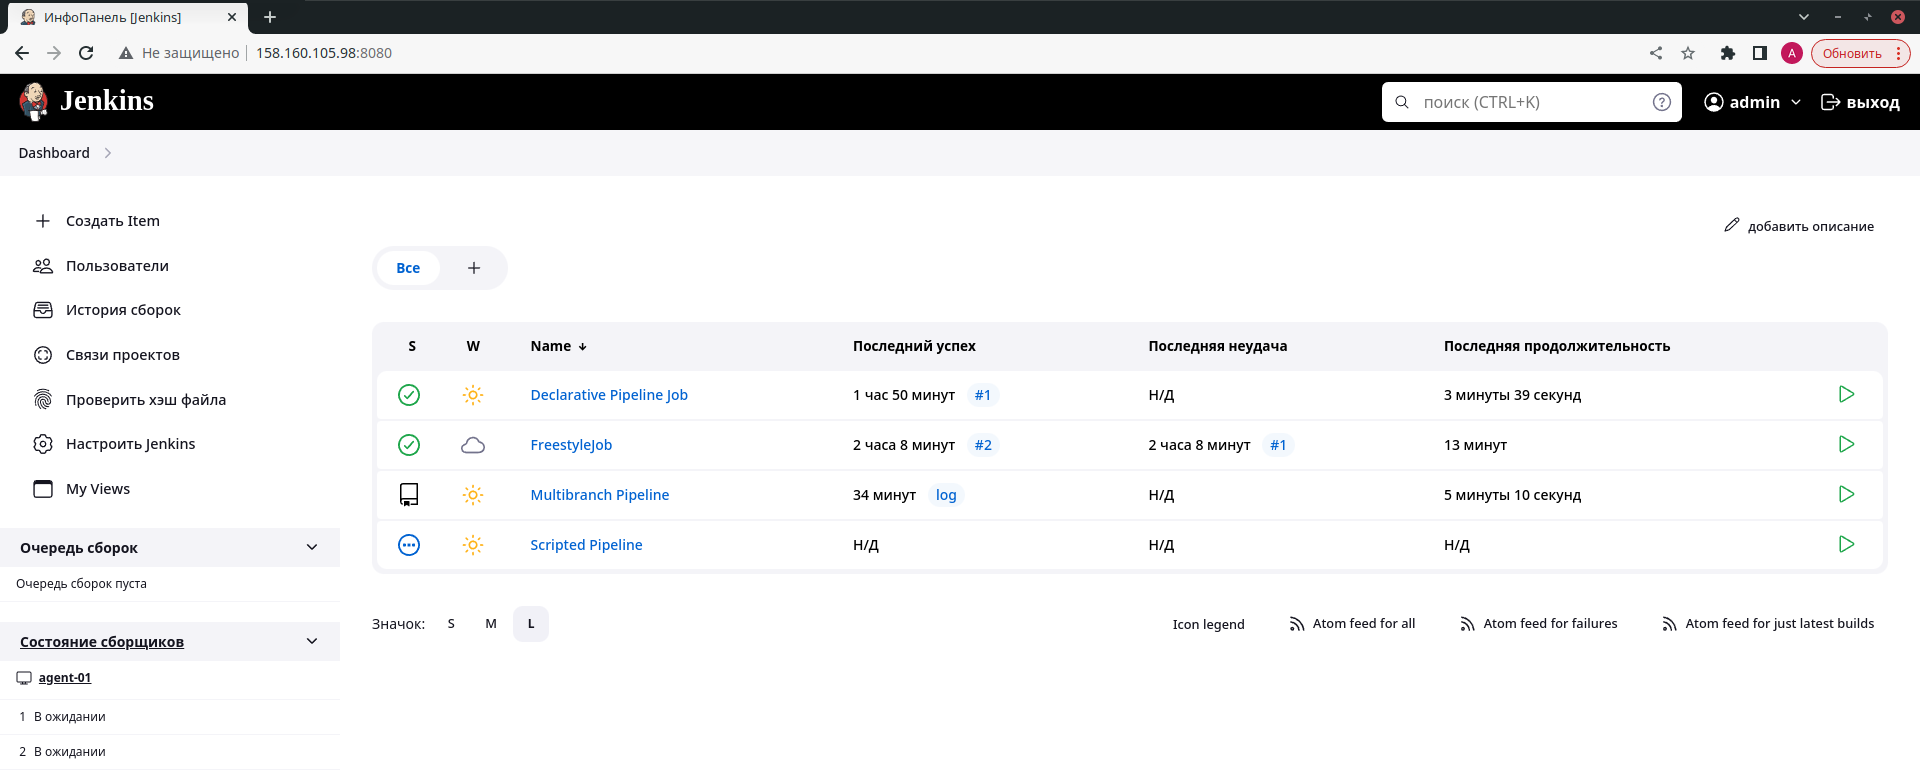 ИнфоПанель [Jenkins]
Не защищено 158.160.105.98:8080 A Обновить
Jenkins поиск (CTRL+K) admin выход
Dashboard
Создать Item
Пользователи
История сборок
Связи проектов
Проверить хэш файла
Настроить Jenkins
My Views
Очередь сборок
Очередь сборок пуста
Состояние сборщиков
agent-01
1 В ожидании
2 В ожидании
добавить описание
Все +
S W Name ↓ Последний успех Последняя неудача Последняя продолжительность
Declarative Pipeline Job 1 час 50 минут #1 Н/Д 3 минуты 39 секунд
FreestyleJob 2 часа 8 минут #2 2 часа 8 минут #1 13 минут
Multibranch Pipeline 34 минут log Н/Д 5 минуты 10 секунд
Scripted Pipeline Н/Д Н/Д Н/Д
Значок: S M L Icon legend Atom feed for all Atom feed for failures Atom feed for just latest builds